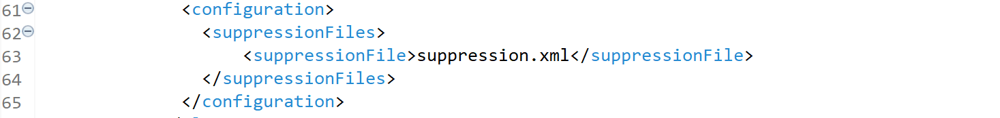 61 <configuration>
62 <suppressionFiles>
63 <suppressionFile>suppression.xml</suppressionFile>
64 </suppressionFiles>
65 </configuration>